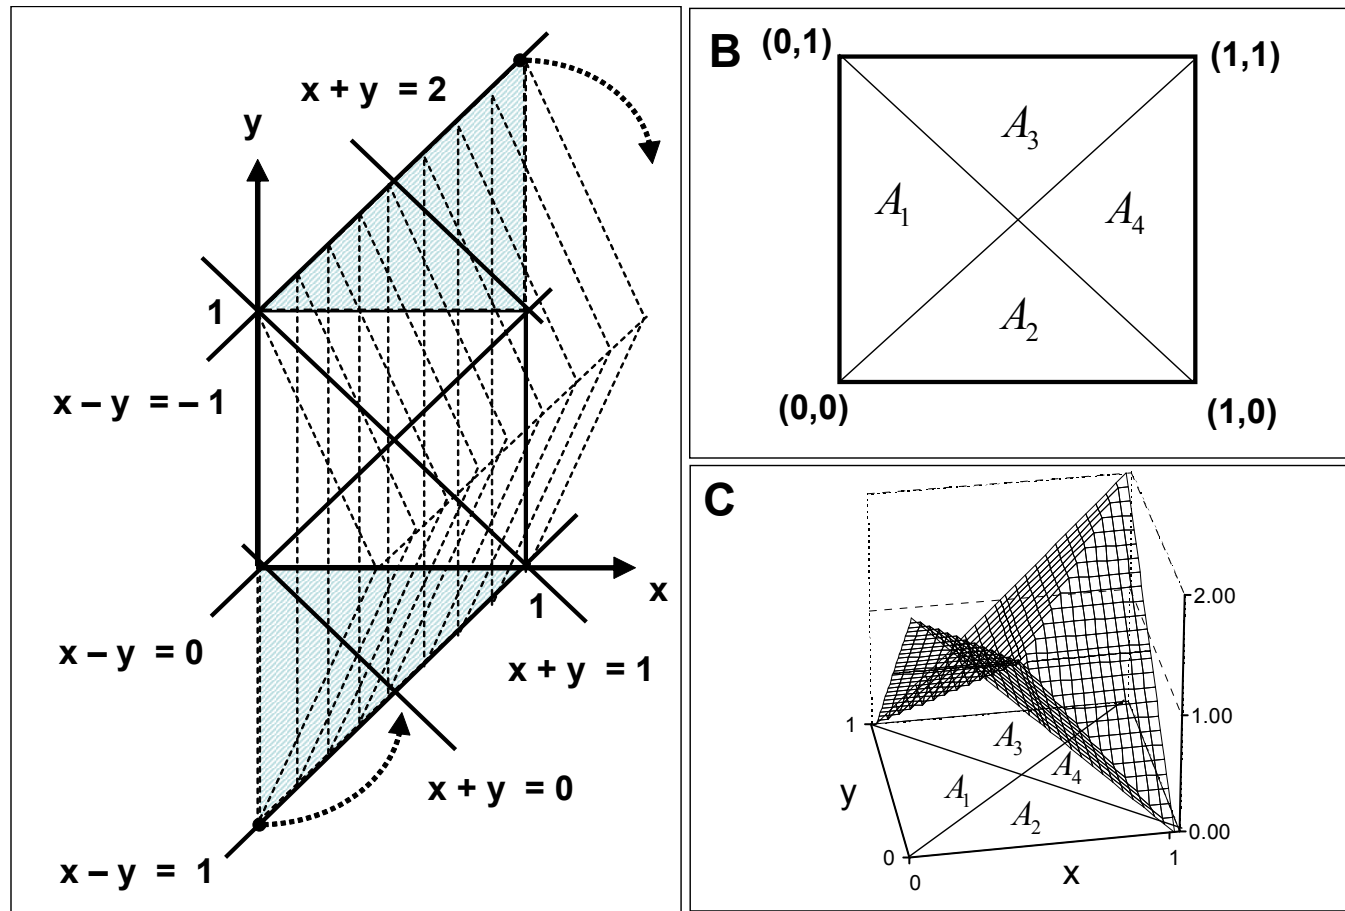 x + y = 2
y
1
x – y = – 1
x
1
x – y = 0
x + y = 1
x + y = 0
x – y = 1
B
(0,1)
(1,1)
A3
A1
A4
A2
(0,0)
(1,0)
C
2.00
1.00
0.00
1
A3
A4
A1
A2
y
0
0
x
1